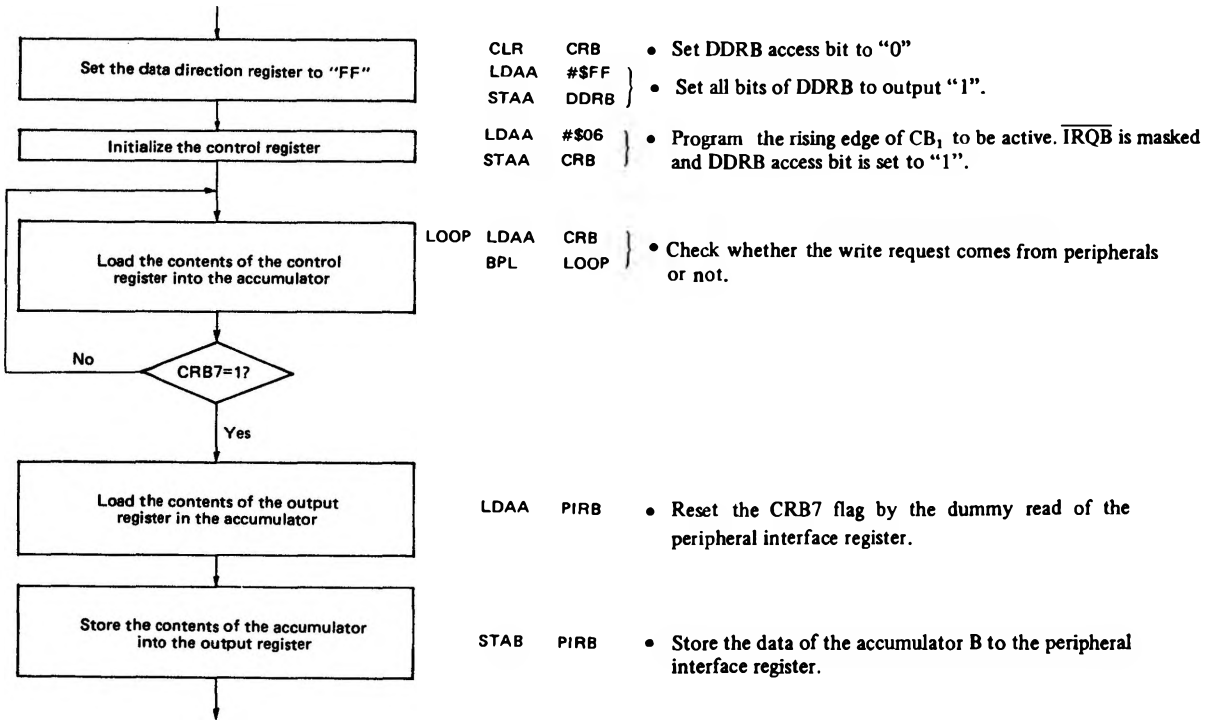 Set the data direction register to "FF"
CLR CRB • Set DDRB access bit to "0"
LDAA #$FF
STAA DDRB • Set all bits of DDRB to output "1".
Initialize the control register
LDAA #$06 • Program the rising edge of CB₁ to be active. I̅R̅Q̅B̅ is masked
STAA CRB and DDRB access bit is set to "1".
Load the contents of the control
register into the accumulator
LOOP LDAA CRB • Check whether the write request comes from peripherals
BPL LOOP or not.
No
CRB7=1?
Yes
Load the contents of the output
register in the accumulator
LDAA PIRB • Reset the CRB7 flag by the dummy read of the
peripheral interface register.
Store the contents of the accumulator
into the output register
STAB PIRB • Store the data of the accumulator B to the peripheral
interface register.